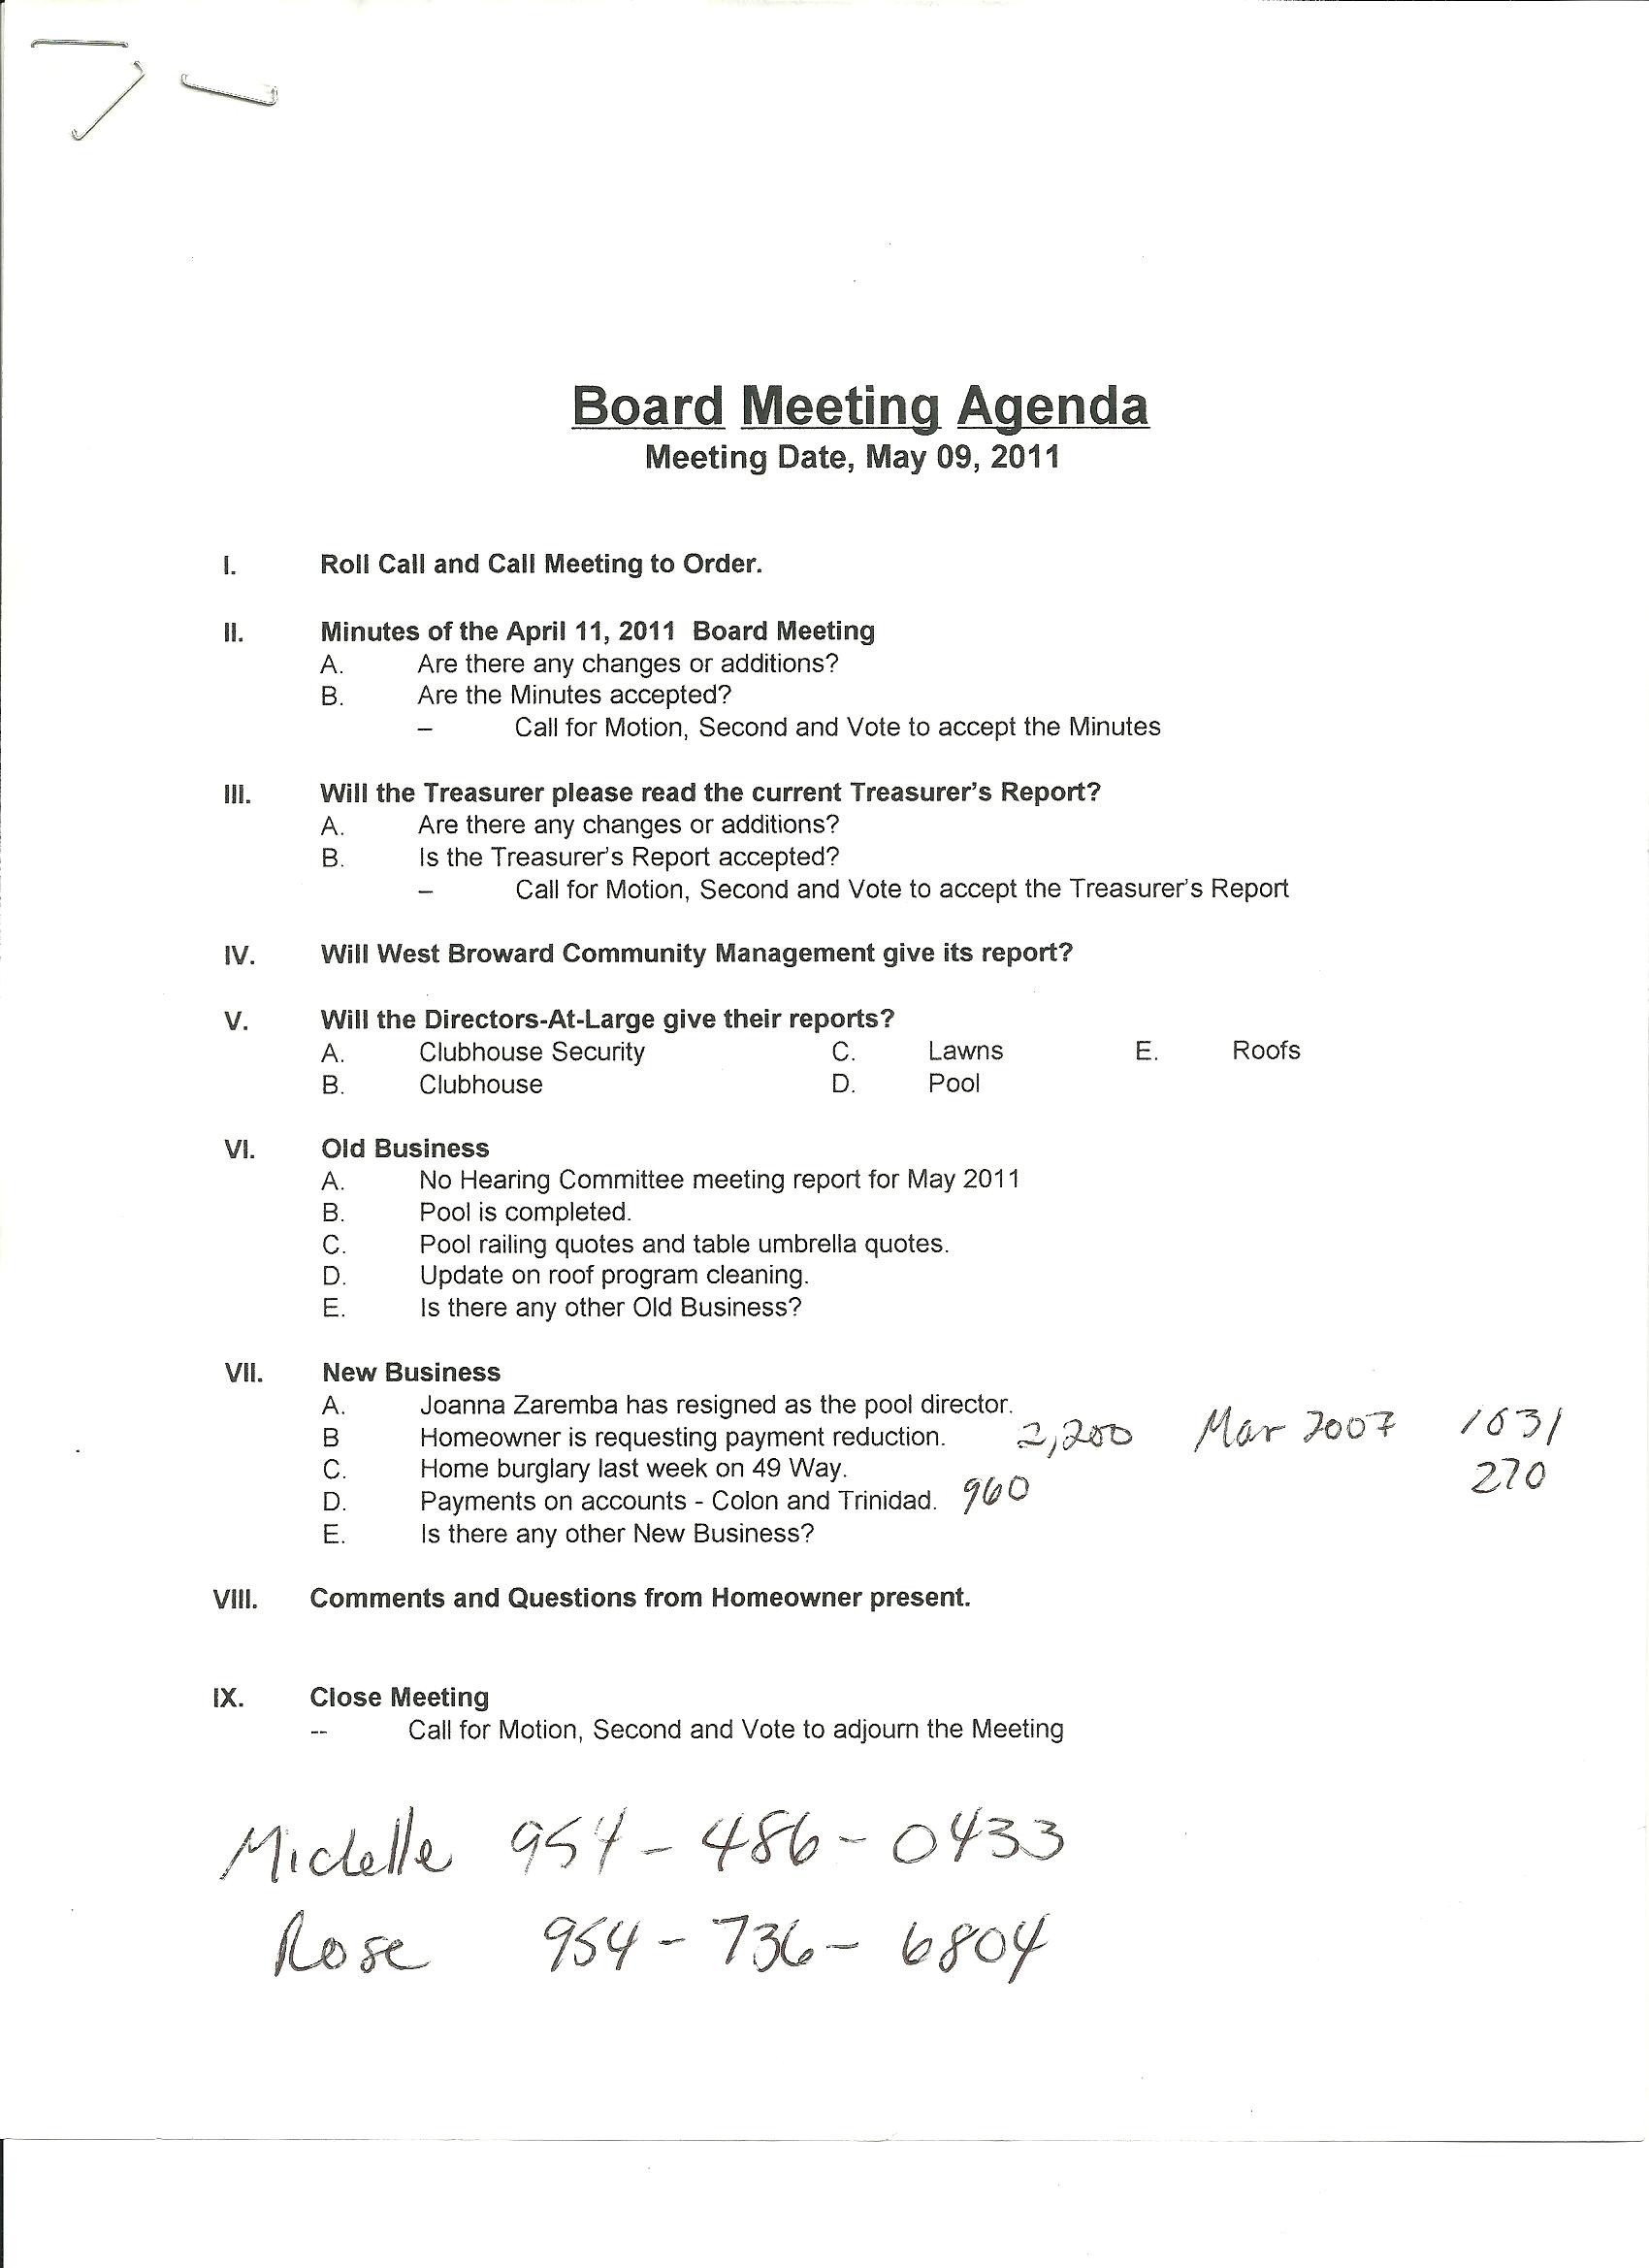 Board Meeting Agenda
Meeting Date, May 09, 2011
I. Roll Call and Call Meeting to Order.
II. Minutes of the April 11, 2011 Board Meeting
A. Are there any changes or additions?
B. Are the Minutes accepted?
– Call for Motion, Second and Vote to accept the Minutes
III. Will the Treasurer please read the current Treasurer's Report?
A. Are there any changes or additions?
B. Is the Treasurer's Report accepted?
– Call for Motion, Second and Vote to accept the Treasurer's Report
IV. Will West Broward Community Management give its report?
V. Will the Directors-At-Large give their reports?
A. Clubhouse Security C. Lawns E. Roofs
B. Clubhouse D. Pool
VI. Old Business
A. No Hearing Committee meeting report for May 2011
B. Pool is completed.
C. Pool railing quotes and table umbrella quotes.
D. Update on roof program cleaning.
E. Is there any other Old Business?
VII. New Business
A. Joanna Zaremba has resigned as the pool director.
B Homeowner is requesting payment reduction. 2,200 Mar 2007 1631
C. Home burglary last week on 49 Way. 270
D. Payments on accounts - Colon and Trinidad. 960
E. Is there any other New Business?
VIII. Comments and Questions from Homeowner present.
IX. Close Meeting
-- Call for Motion, Second and Vote to adjourn the Meeting
Michelle 954-486-0433
Rose 954-736-6804